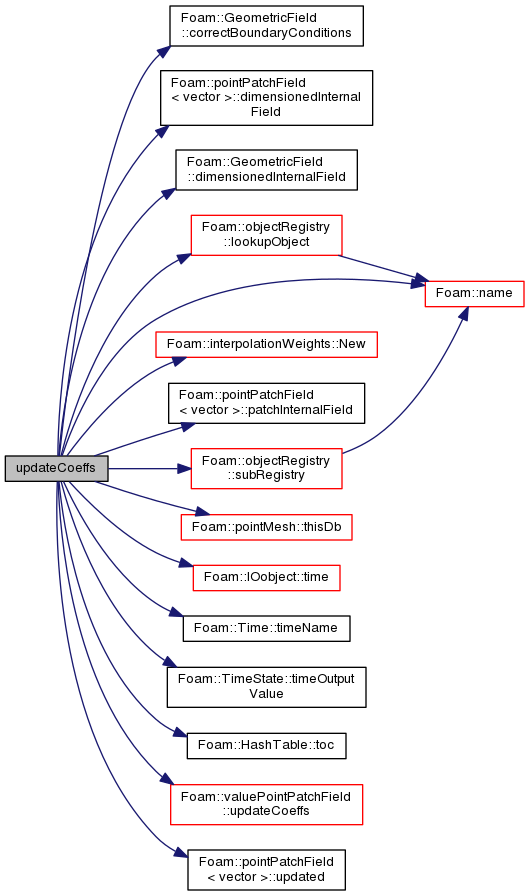 Foam::GeometricField
::correctBoundaryConditions
Foam::pointPatchField
< vector >::dimensionedInternal
Field
Foam::GeometricField
::dimensionedInternalField
Foam::objectRegistry
::lookupObject
Foam::name
Foam::interpolationWeights::New
Foam::pointPatchField
< vector >::patchInternalField
updateCoeffs
Foam::objectRegistry
::subRegistry
Foam::pointMesh::thisDb
Foam::IOobject::time
Foam::Time::timeName
Foam::TimeState::timeOutput
Value
Foam::HashTable::toc
Foam::valuePointPatchField
::updateCoeffs
Foam::pointPatchField
< vector >::updated